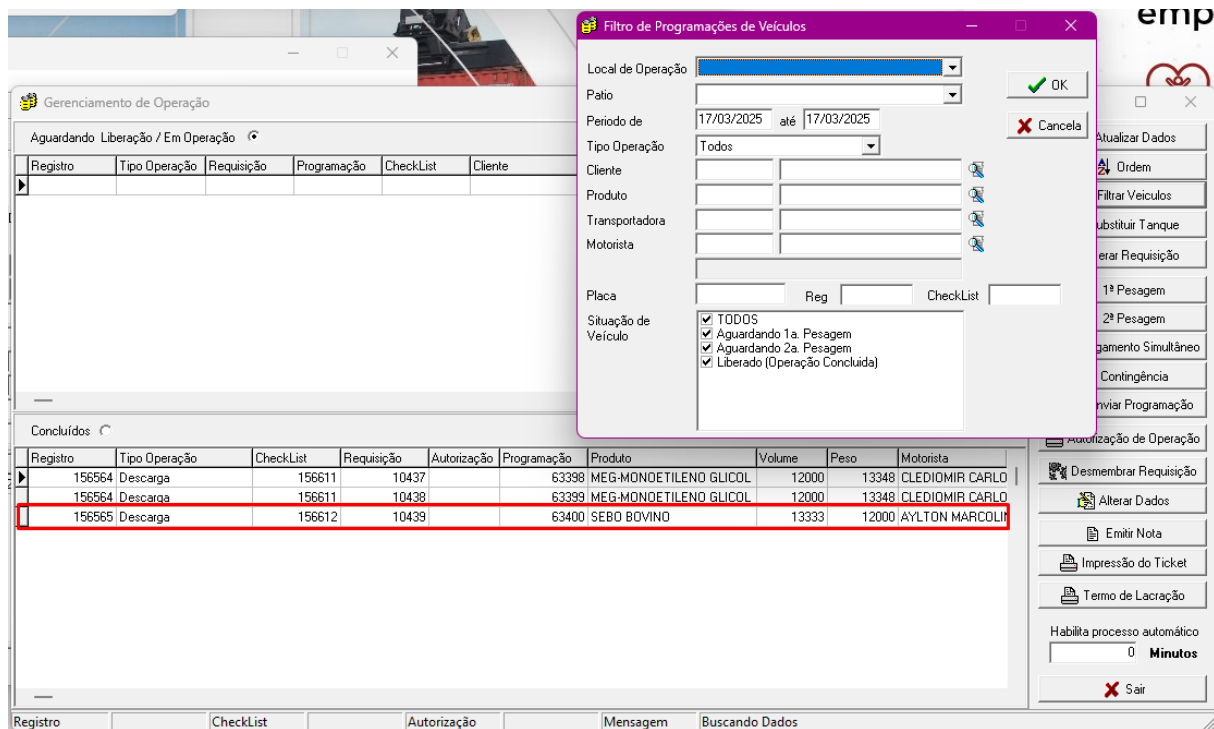 emp
Filtro de Programações de Veículos
Local de Operação
Patio
Periodo de 17/03/2025 até 17/03/2025
Tipo Operação Todos
Cliente
Produto
Transportadora
Motorista
Placa Reg CheckList
Situação de Veículo
TODOS
Aguardando 1a. Pesagem
Aguardando 2a. Pesagem
Liberado (Operação Concluida)
OK
Cancela
Gerenciamento de Operação
Aguardando Liberação / Em Operação
Registro Tipo Operação Requisição Programação CheckList Cliente
Concluídos
Registro Tipo Operação CheckList Requisição Autorização Programação Produto Volume Peso Motorista
156564 Descarga 156611 10437 63398 MEG-MONOETILENO GLICOL 12000 13348 CLEDIOMIR CARLO
156564 Descarga 156611 10438 63399 MEG-MONOETILENO GLICOL 12000 13348 CLEDIOMIR CARLO
156565 Descarga 156612 10439 63400 SEBO BOVINO 13333 12000 AYLTON MARCOLIN
Atualizar Dados
Ordem
Filtrar Veiculos
ubstituir Tanque
erar Requisição
1ª Pesagem
2ª Pesagem
gamento Simultâneo
Contingência
nviar Programação
Autorização de Operação
Desmembrar Requisição
Alterar Dados
Emitir Nota
Impressão do Ticket
Termo de Lacração
Habilita processo automático
0 Minutos
Sair
Registro CheckList Autorização Mensagem Buscando Dados